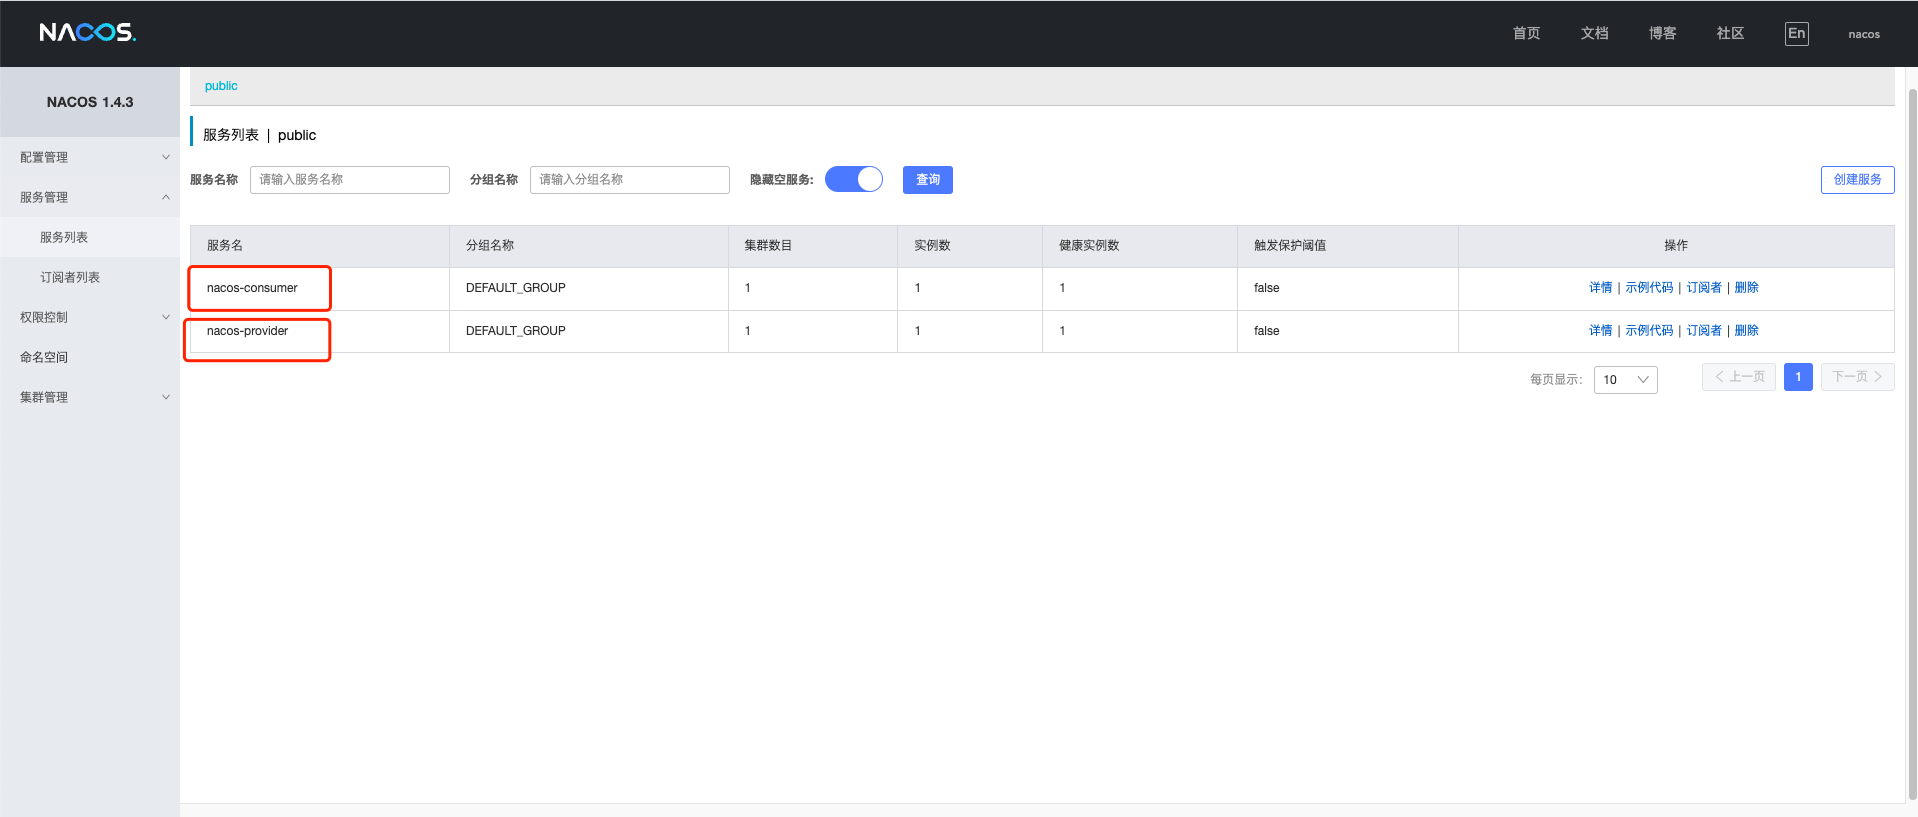 NACOS.
首页 文档 博客 社区 En nacos
NACOS 1.4.3
配置管理
服务管理
服务列表
订阅者列表
权限控制
命名空间
集群管理
public
服务列表 | public
服务名称 请输入服务名称 分组名称 请输入分组名称 隐藏空服务: 查询 创建服务
服务名 分组名称 集群数目 实例数 健康实例数 触发保护阈值 操作
nacos-consumer DEFAULT_GROUP 1 1 1 false 详情 | 示例代码 | 订阅者 | 删除
nacos-provider DEFAULT_GROUP 1 1 1 false 详情 | 示例代码 | 订阅者 | 删除
每页显示: 10 上一页 1 下一页